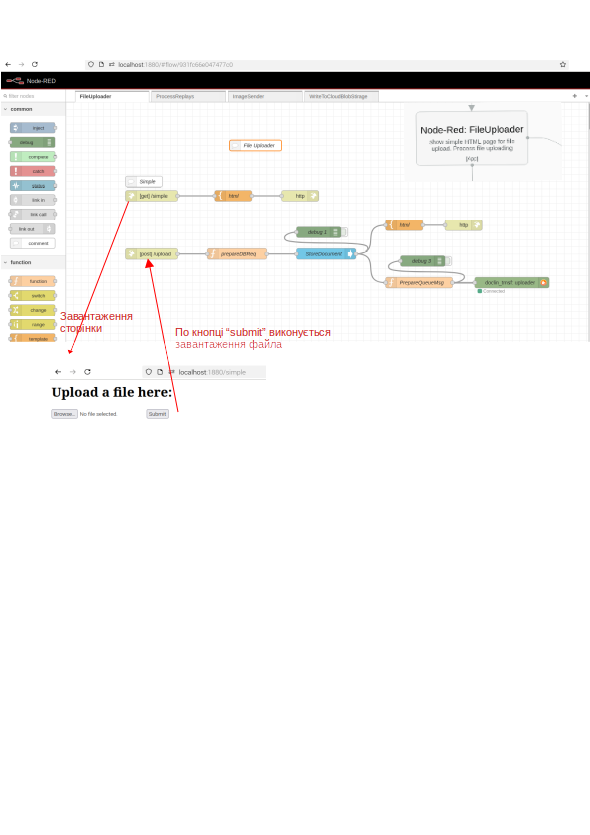 localhost:1880/#flow/931fc66e047477c0
Node-RED
filter nodes
FileUploader
ProcessReplays
ImageSender
WriteToCloudBlobStrage
common
inject
debug
complete
catch
status
link in
link call
link out
comment
function
function
switch
change
range
template
File Uploader
Simple
[get] /simple
html
http
debug 1
[post] /upload
prepareDBReq
StoreDocument
html
http
debug 3
PrepareQueueMsg
Connected
Node-Red: FileUploader
show simple HTML page for file
upload. Process file uploading
[App]
Завантаження
сторінки
По кнопці “submit” виконується
завантаження файла
localhost:1880/simple
Upload a file here:
Browse... No file selected.
Submit